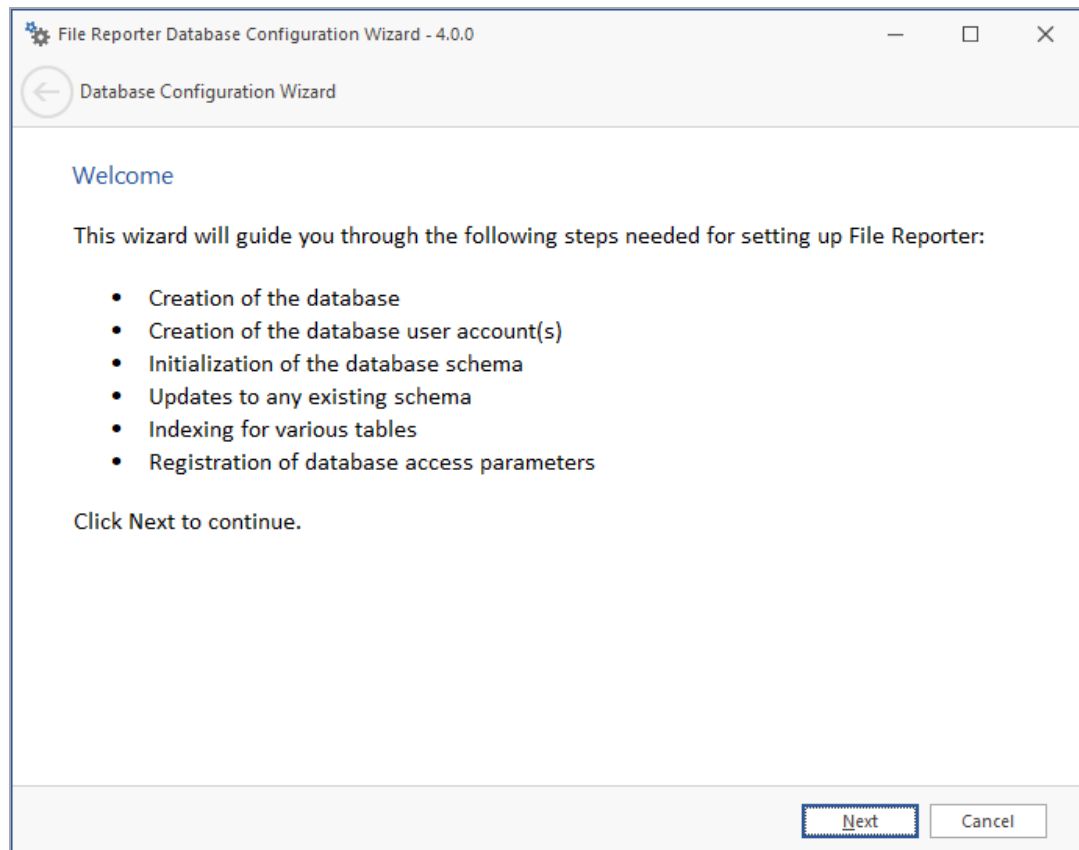 File Reporter Database Configuration Wizard - 4.0.0
Database Configuration Wizard
Welcome
This wizard will guide you through the following steps needed for setting up File Reporter:
• Creation of the database
• Creation of the database user account(s)
• Initialization of the database schema
• Updates to any existing schema
• Indexing for various tables
• Registration of database access parameters
Click Next to continue.
Next
Cancel